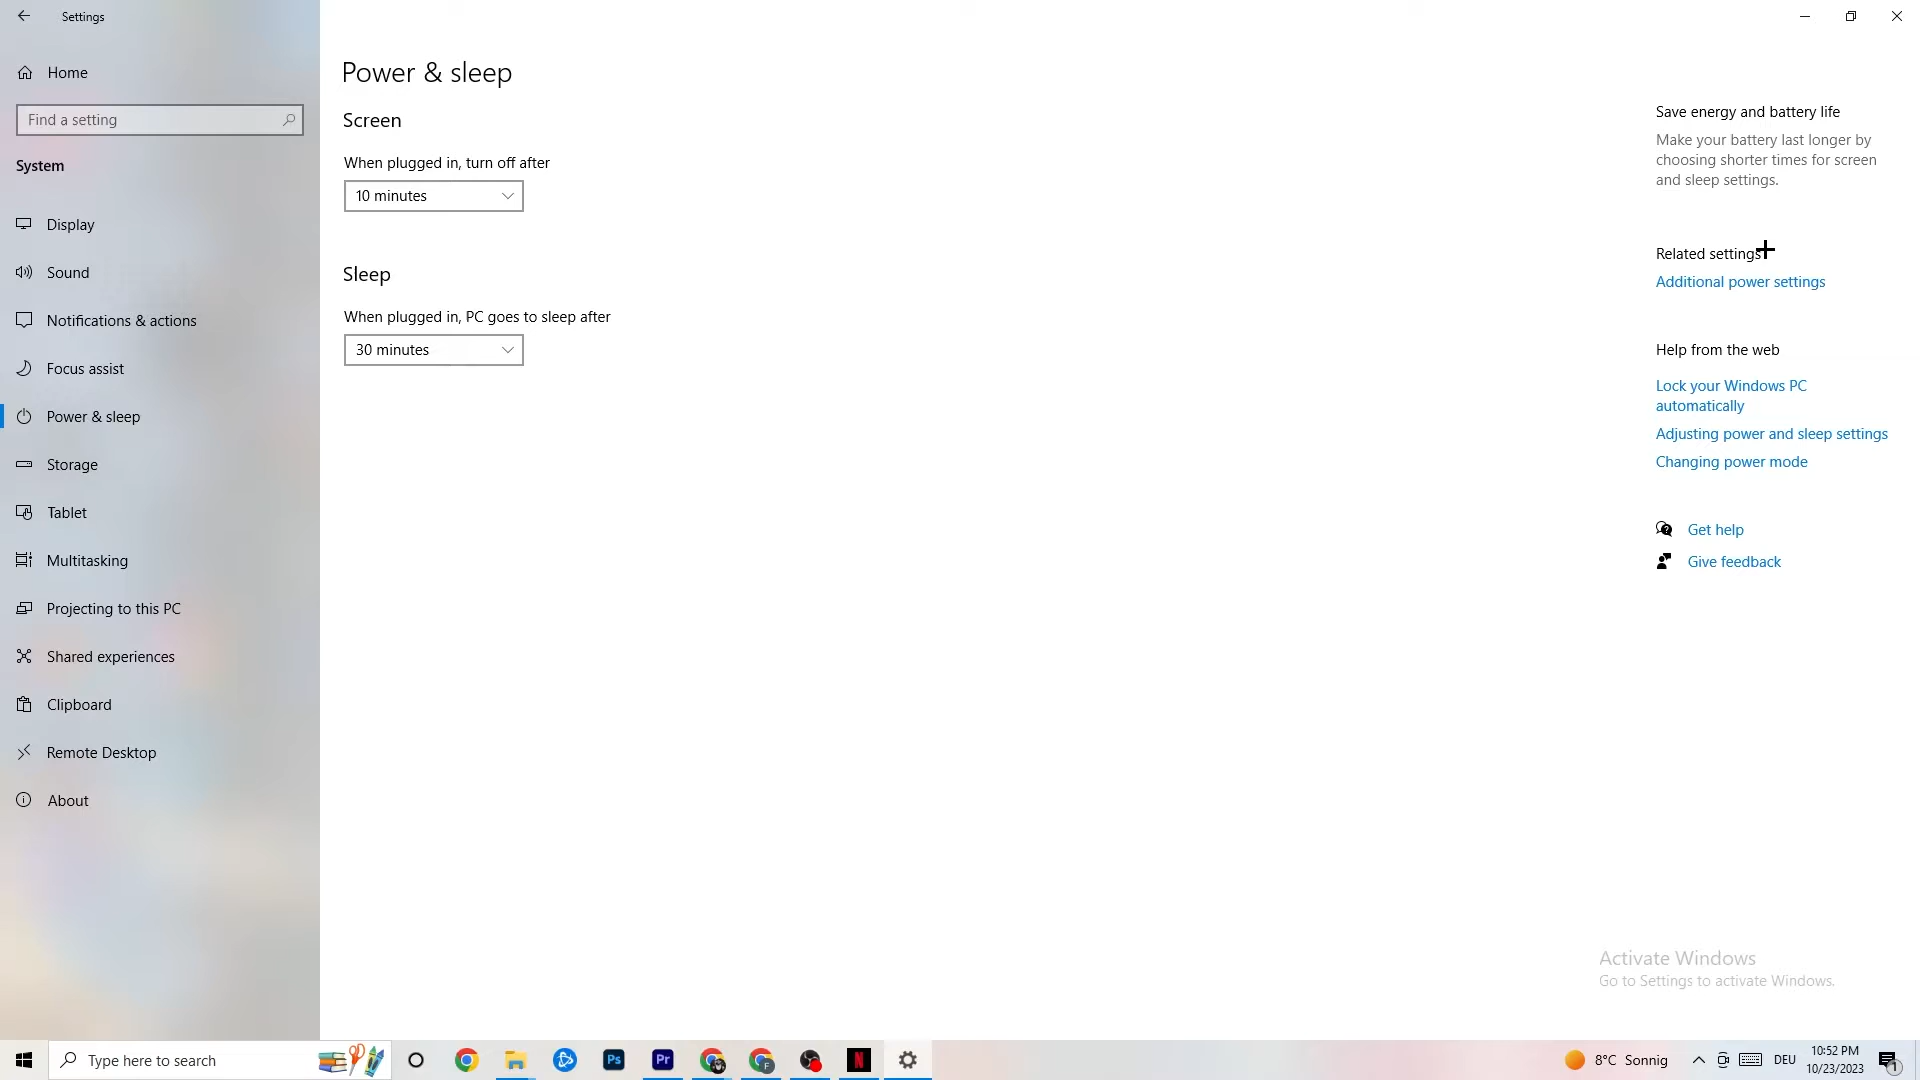 Settings
Home
Find a setting
System
Display
Sound
Notifications & actions
Focus assist
Power & sleep
Storage
Tablet
Multitasking
Projecting to this PC
Shared experiences
Clipboard
Remote Desktop
About
Power & sleep
Screen
When plugged in, turn off after
10 minutes
Sleep
When plugged in, PC goes to sleep after
30 minutes
Save energy and battery life
Make your battery last longer by
choosing shorter times for screen
and sleep settings.
Related settings
Additional power settings
Help from the web
Lock your Windows PC
automatically
Adjusting power and sleep settings
Changing power mode
Get help
Give feedback
Activate Windows
Go to Settings to activate Windows.
Type here to search
Ps
Pr
F
N
8°C Sonnig
DEU
10:52 PM
10/23/2023
1